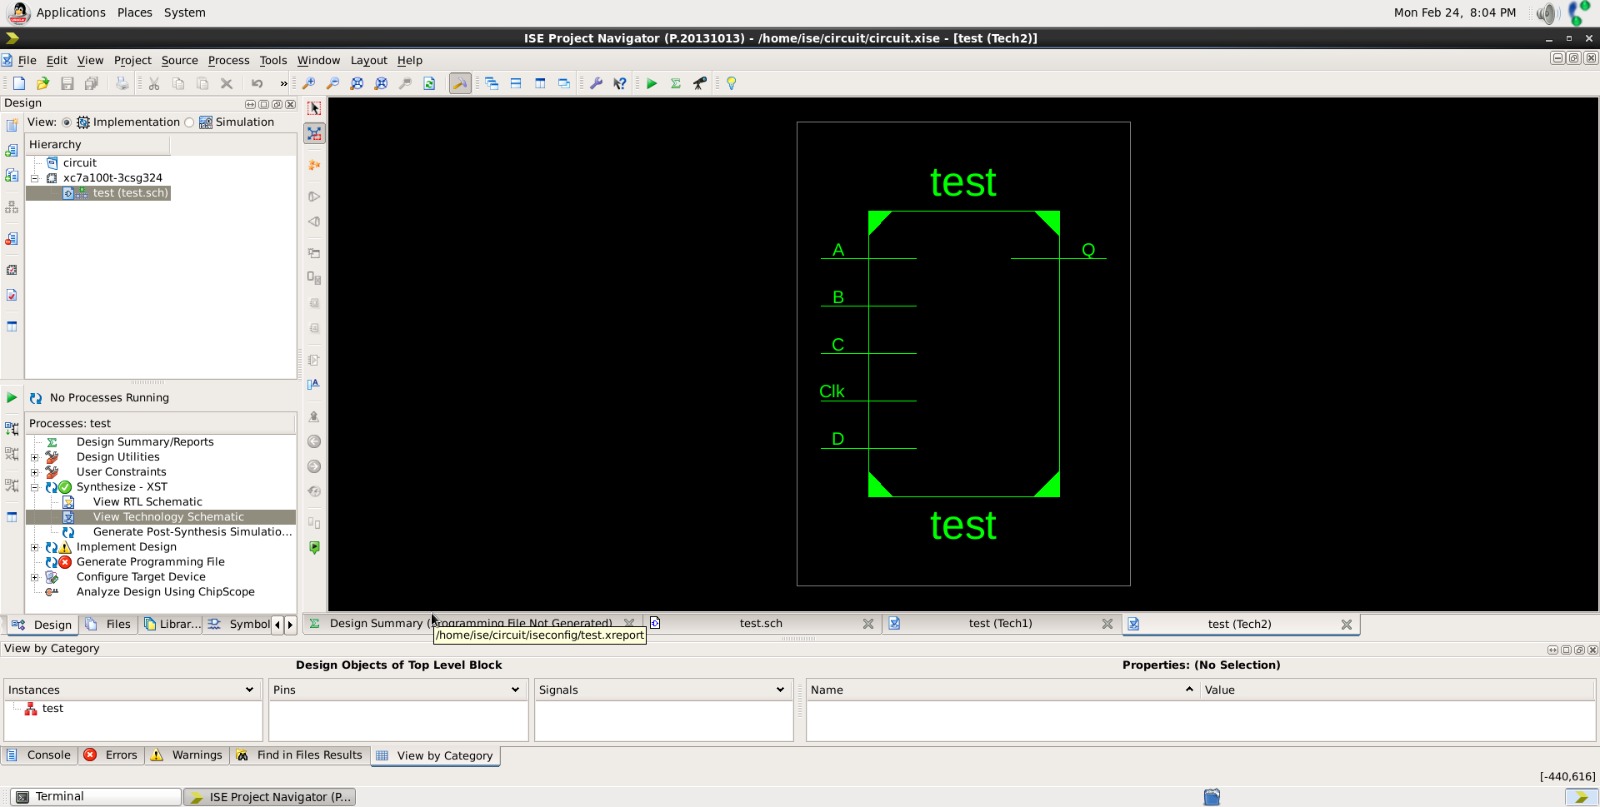 Applications Places System Mon Feb 24, 8:04 PM
ISE Project Navigator (P.20131013) - /home/ise/circuit/circuit.xise - [test (Tech2)]
File Edit View Project Source Process Tools Window Layout Help
Design
View: Implementation Simulation
Hierarchy
circuit
xc7a100t-3csg324
test (test.sch)
No Processes Running
Processes: test
Design Summary/Reports
Design Utilities
User Constraints
Synthesize - XST
View RTL Schematic
View Technology Schematic
Generate Post-Synthesis Simulatio...
Implement Design
Generate Programming File
Configure Target Device
Analyze Design Using ChipScope
Design Files Librar... Symbol
test
A
B
C
Clk
D
Q
test
Design Summary (Programming File Not Generated) test.sch test (Tech1) test (Tech2)
/home/ise/circuit/iseconfig/test.xreport
View by Category
Design Objects of Top Level Block Properties: (No Selection)
Instances Pins Signals Name Value
test
Console Errors Warnings Find in Files Results View by Category
[-440,616]
Terminal ISE Project Navigator (P...